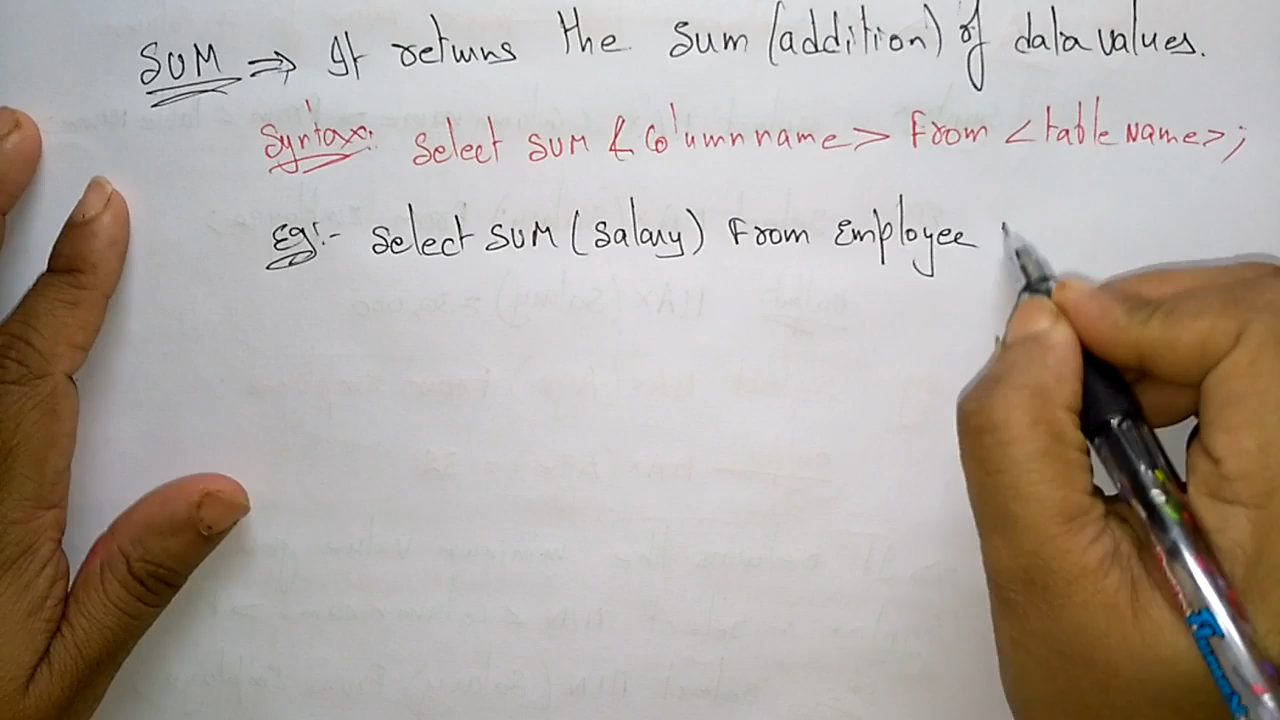 SUM ⇒ It returns the sum (addition) of data values.
Syntax: Select SUM <Columnname> From <table Name>;
Eg:- Select SUM (Salary) From Employee